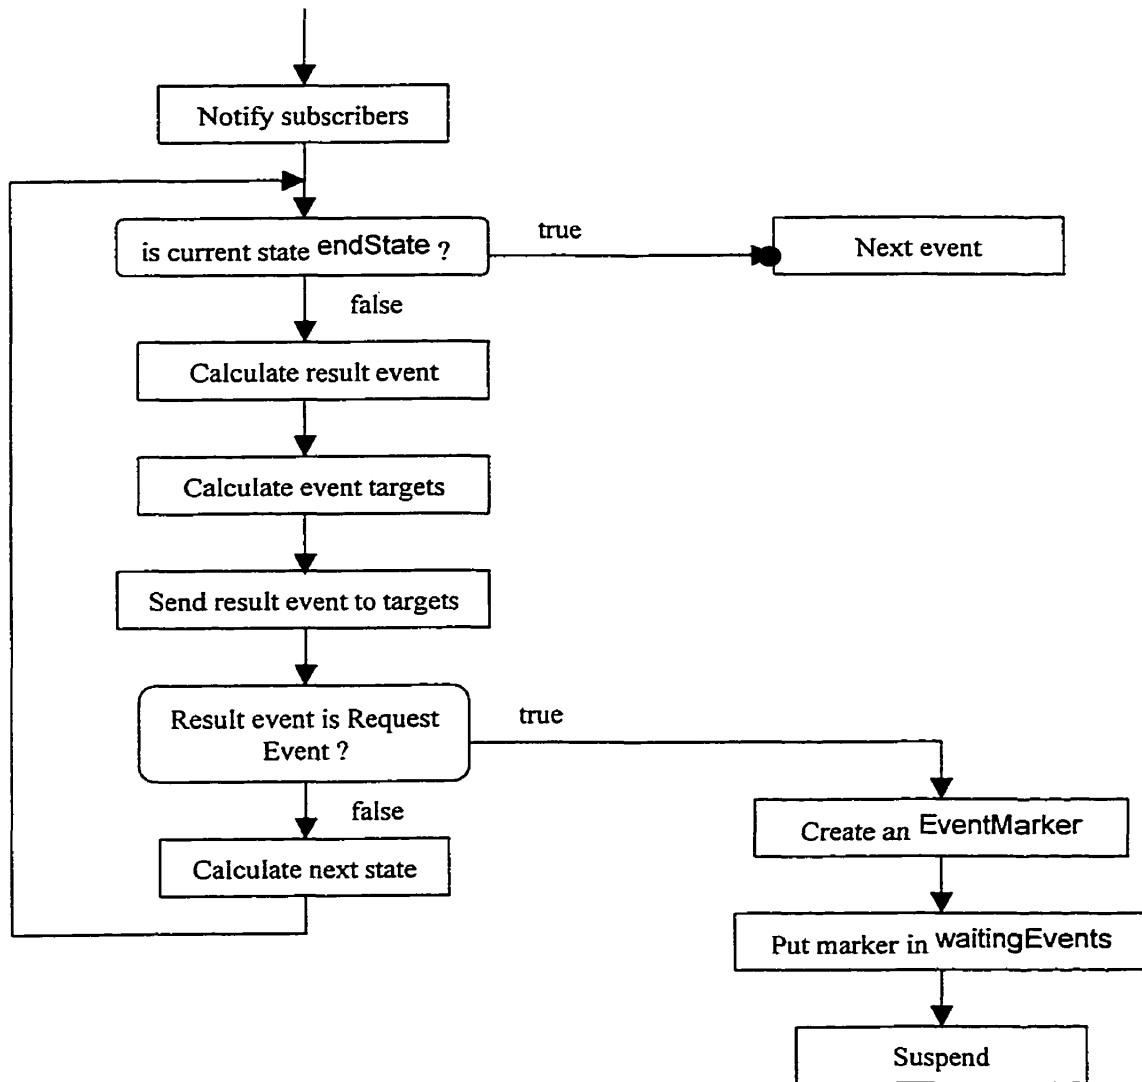 Notify subscribers
is current state endState ?
true
Next event
false
Calculate result event
Calculate event targets
Send result event to targets
Result event is Request
Event ?
true
false
Create an EventMarker
Calculate next state
Put marker in waitingEvents
Suspend